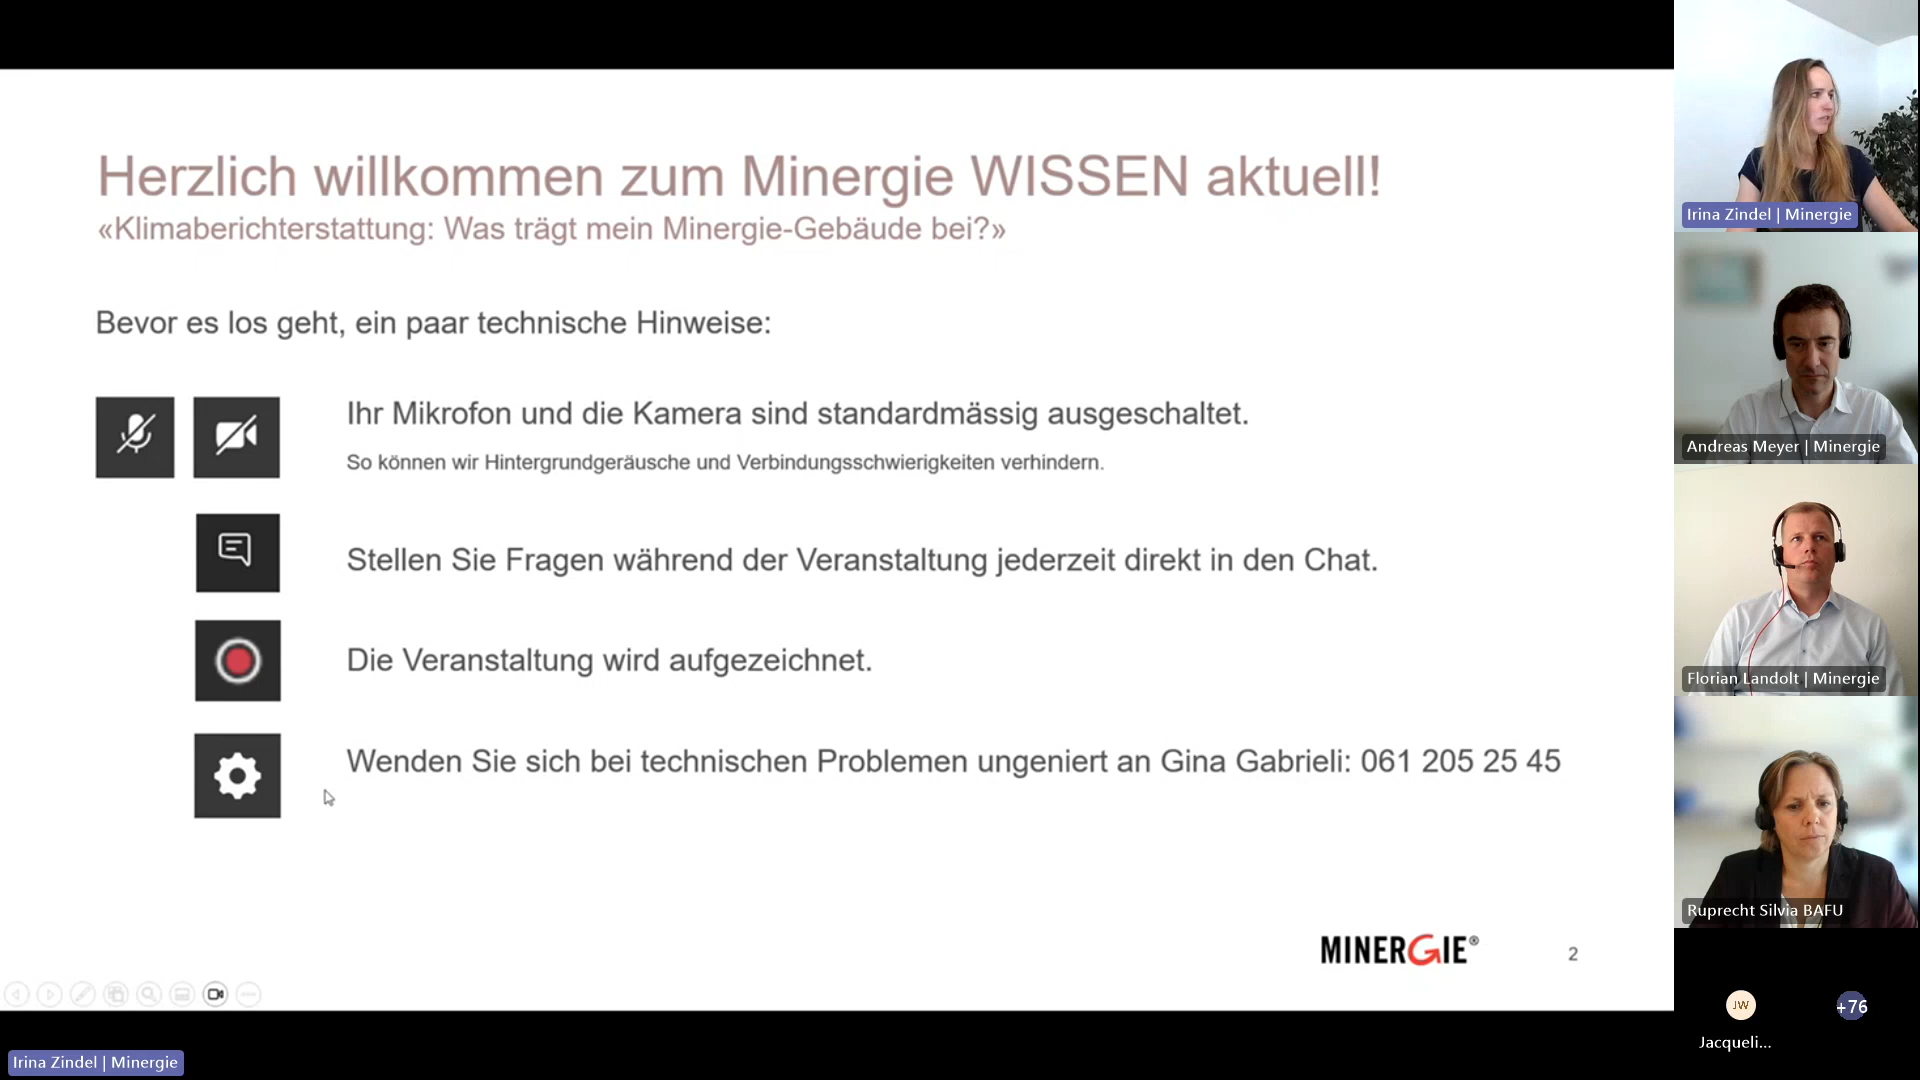 Herzlich willkommen zum Minergie WISSEN aktuell!
«Klimaberichterstattung: Was trägt mein Minergie-Gebäude bei?»
Bevor es los geht, ein paar technische Hinweise:
Ihr Mikrofon und die Kamera sind standardmässig ausgeschaltet.
So können wir Hintergrundgeräusche und Verbindungsschwierigkeiten verhindern.
Stellen Sie Fragen während der Veranstaltung jederzeit direkt in den Chat.
Die Veranstaltung wird aufgezeichnet.
Wenden Sie sich bei technischen Problemen ungeniert an Gina Gabrieli: 061 205 25 45
MINERGIE®
2
Irina Zindel | Minergie
Irina Zindel | Minergie
Andreas Meyer | Minergie
Florian Landolt | Minergie
Ruprecht Silvia BAFU
JW
+76
Jacqueli...